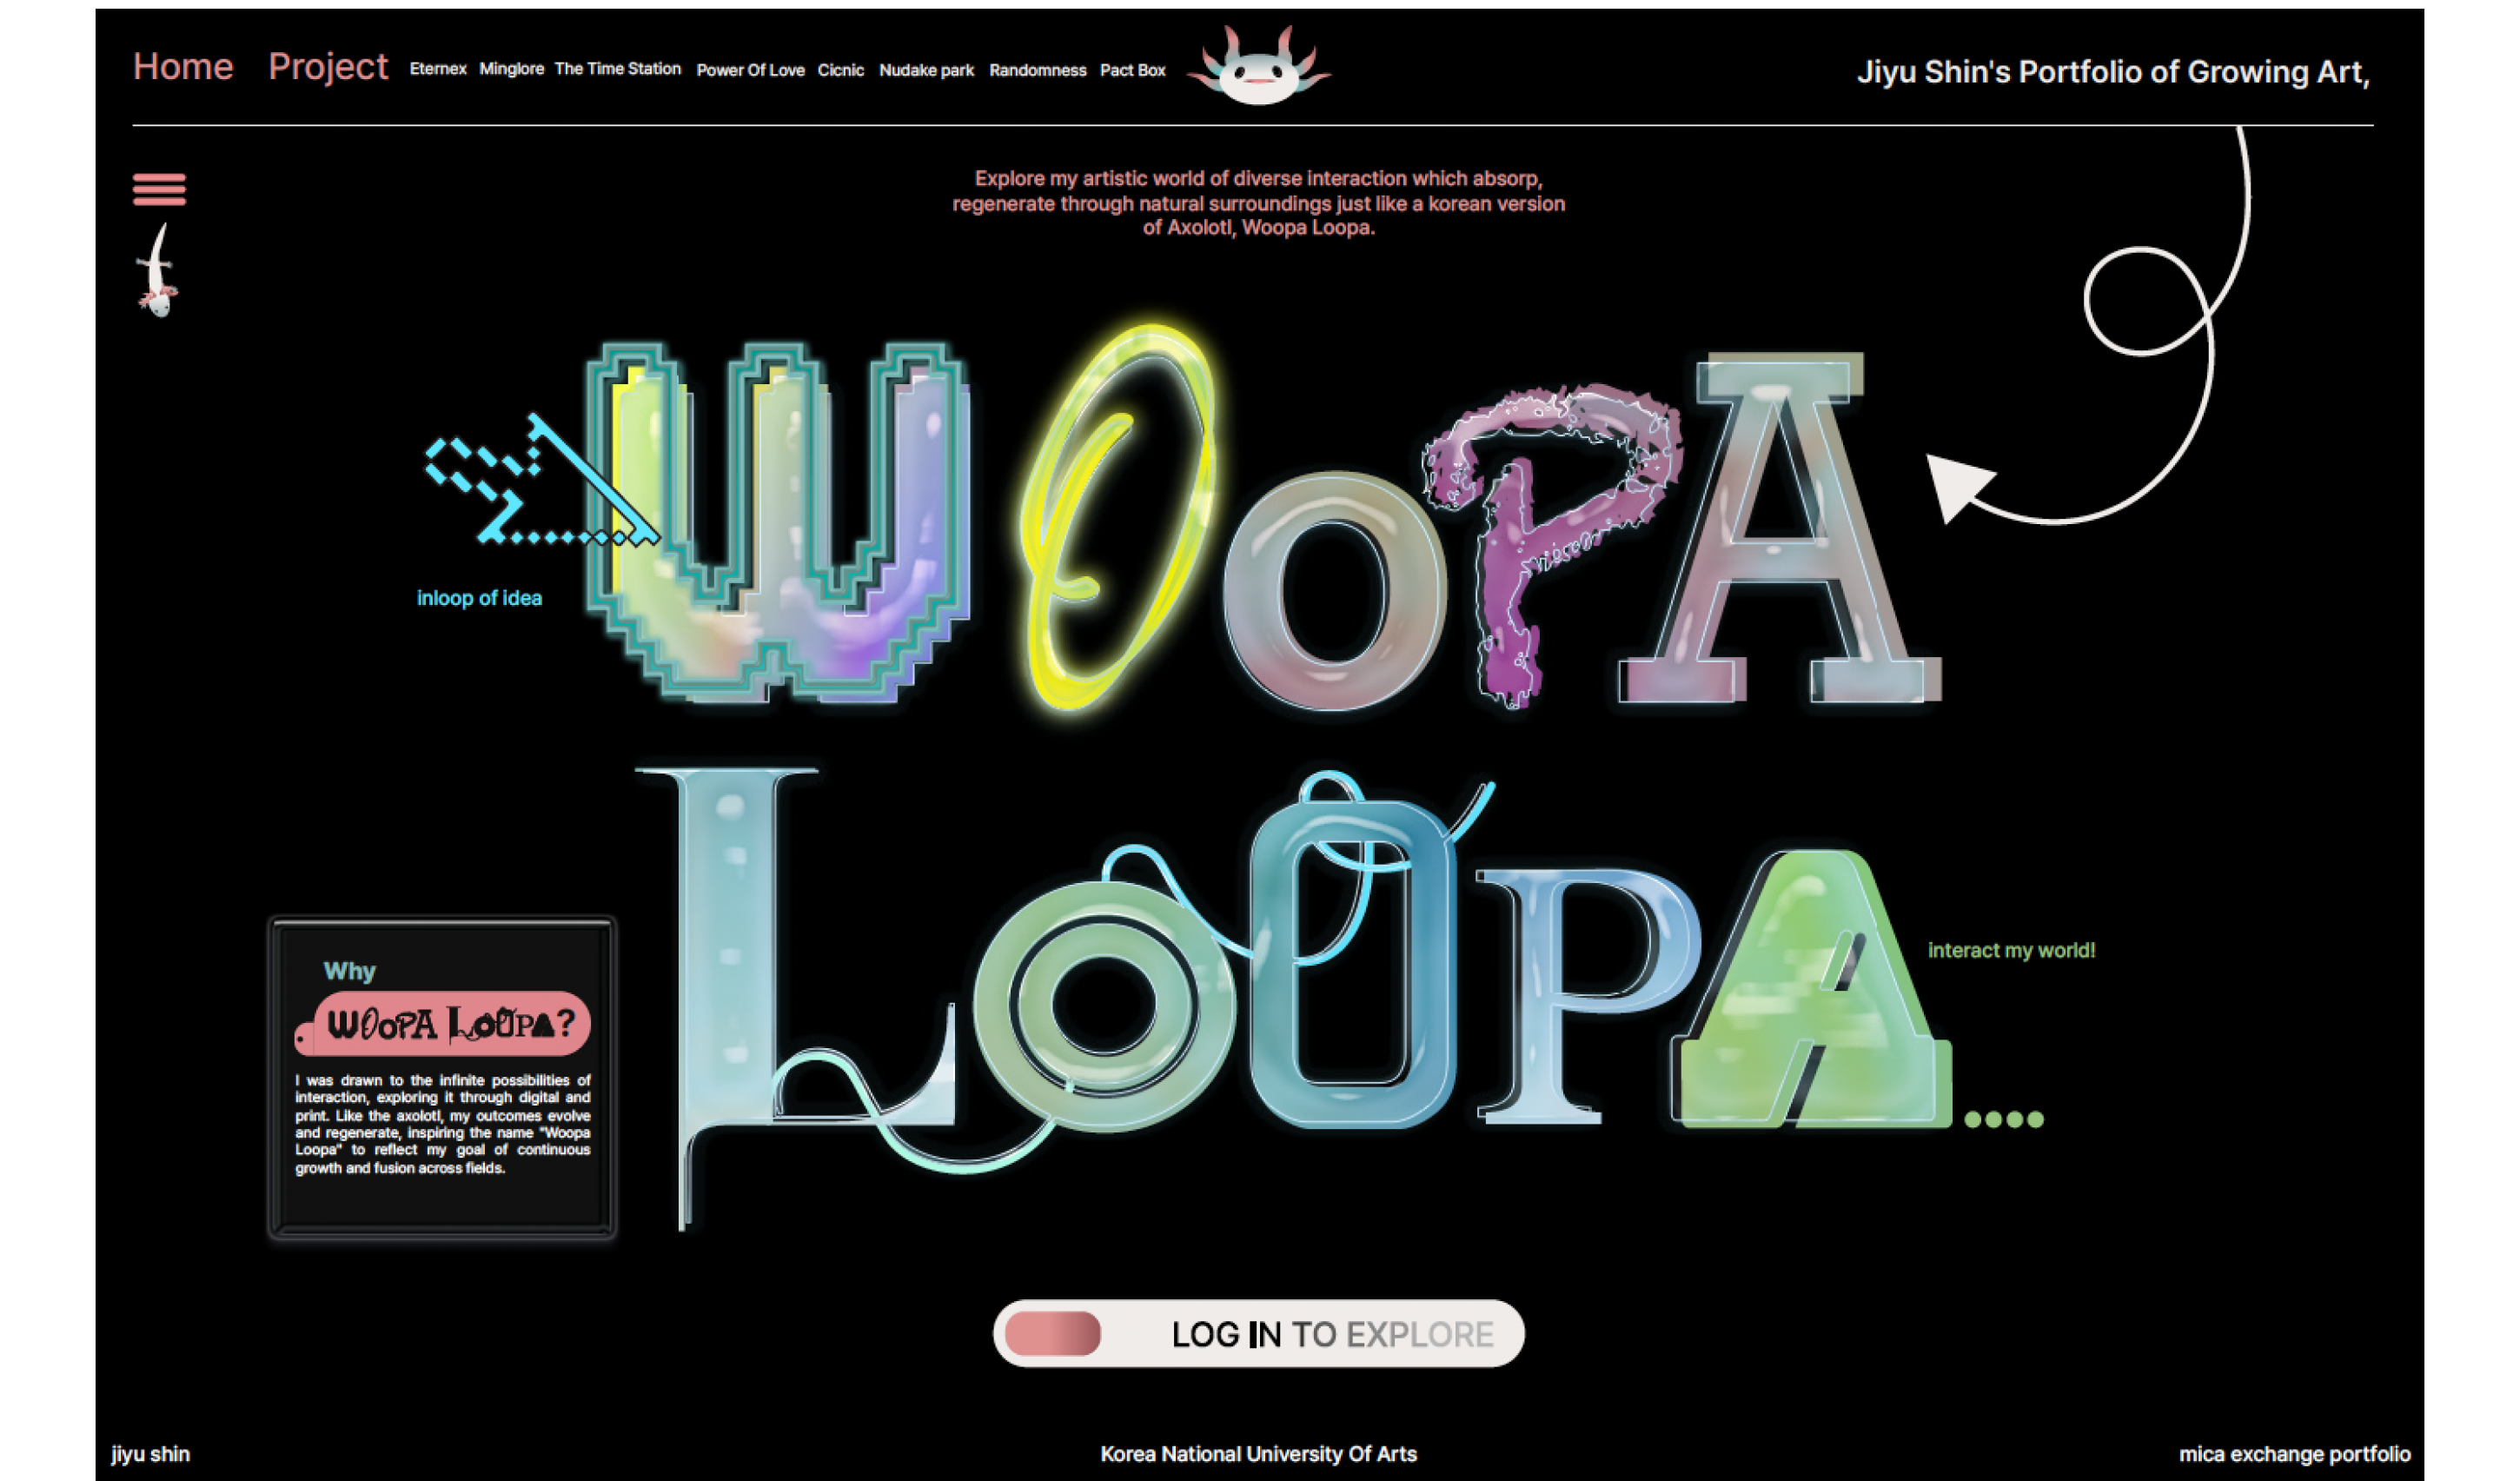 Home Project Eternex Minglore The Time Station Power Of Love Cicnic Nudake park Randomness Pact Box
Jiyu Shin's Portfolio of Growing Art,
Explore my artistic world of diverse interaction which absorp,
regenerate through natural surroundings just like a korean version
of Axolotl, Woopa Loopa.
WOoPA
inloop of idea
LoOPA....
interact my world!
Why
WOoPA LoOPA?
I was drawn to the infinite possibilities of
interaction, exploring it through digital and
print. Like the axolotl, my outcomes evolve
and regenerate, inspiring the name "Woopa
Loopa" to reflect my goal of continuous
growth and fusion across fields.
LOG IN TO EXPLORE
jiyu shin
Korea National University Of Arts
mica exchange portfolio